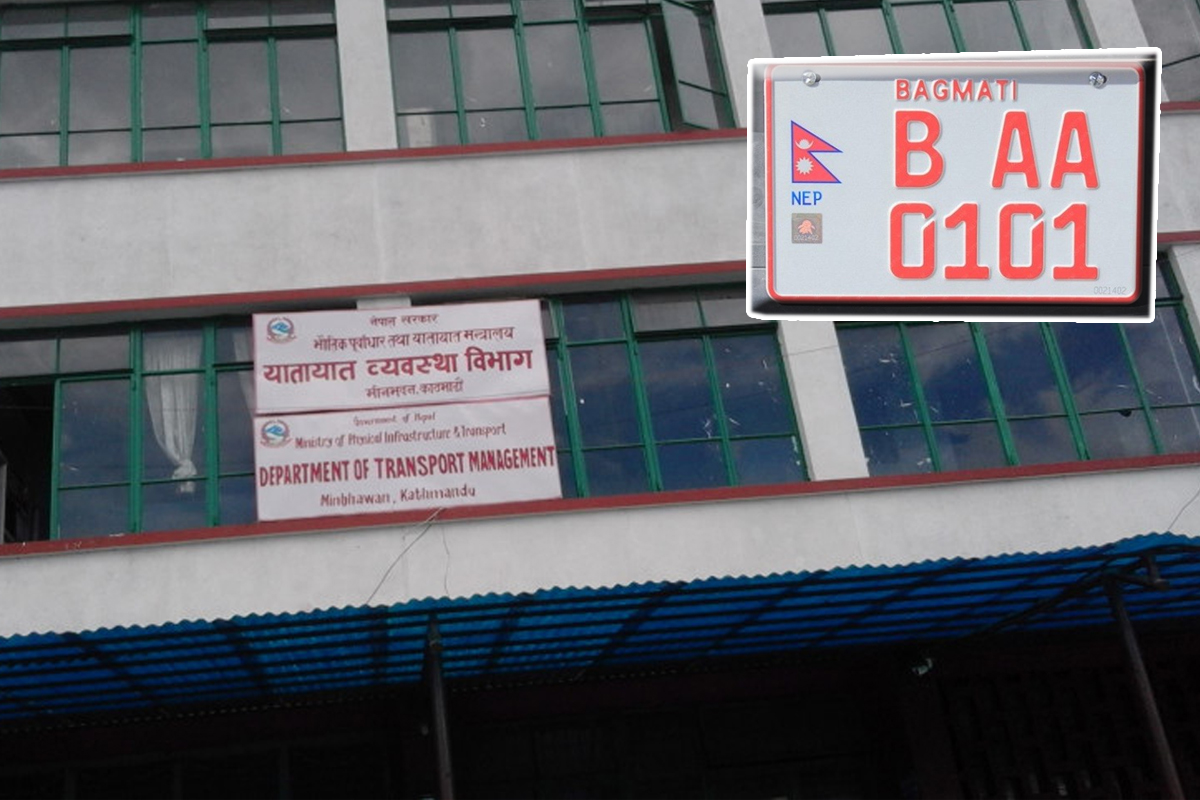 नेपाल सरकार
भौतिक पूर्वाधार तथा यातायात मन्त्रालय
यातायात व्यवस्था विभाग
मीनभवन, काठमाडौं
Government of Nepal
Ministry of Physical Infrastructure & Transport
DEPARTMENT OF TRANSPORT MANAGEMENT
Minbhawan, Kathmandu
BAGMATI
B AA
NEP
0101
0021402